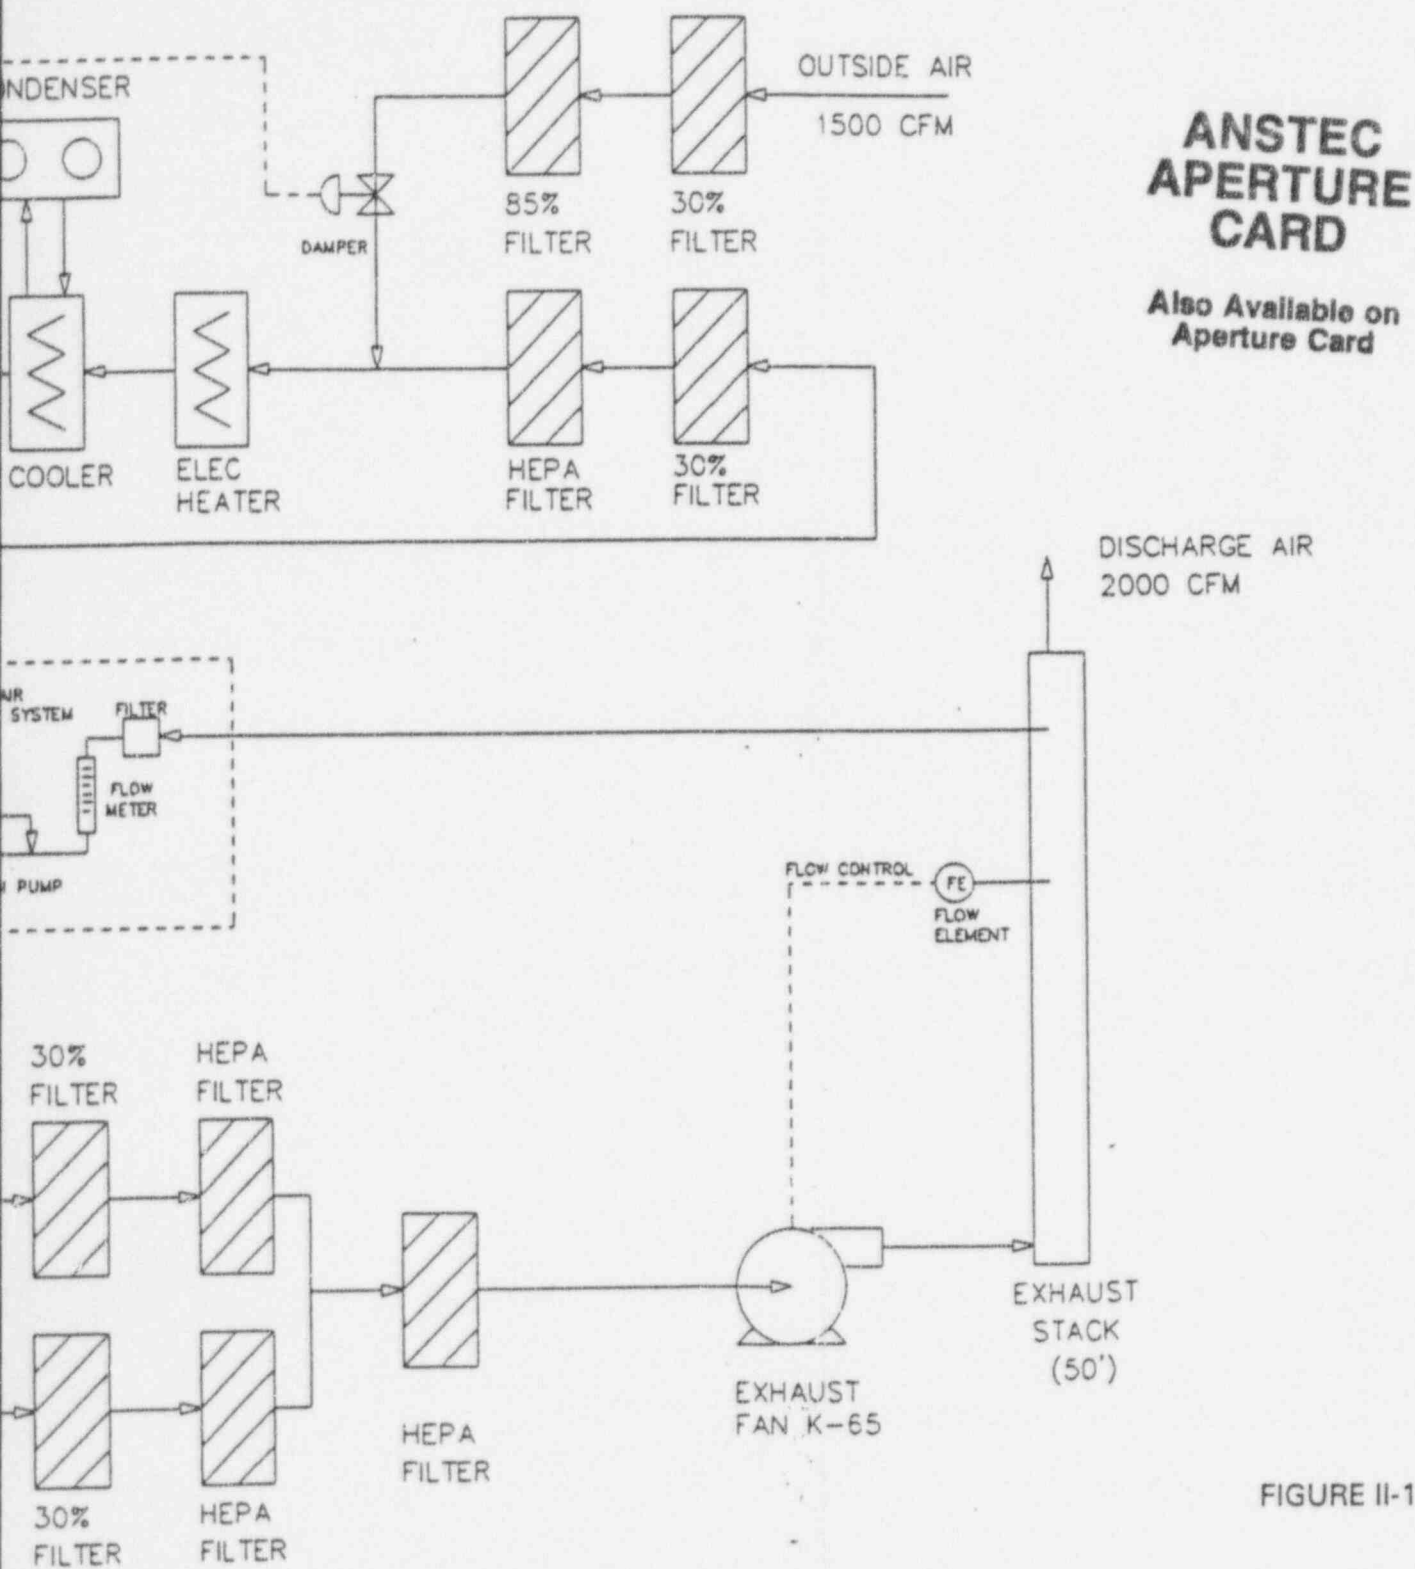 ONDENSER
OUTSIDE AIR
1500 CFM
ANSTEC
APERTURE
CARD
Also Available on
Aperture Card
85%
FILTER
30%
FILTER
DAMPER
COOLER
ELEC
HEATER
HEPA
FILTER
30%
FILTER
DISCHARGE AIR
2000 CFM
AIR
SYSTEM
FILTER
FLOW
METER
PUMP
FLOW CONTROL
FE
FLOW
ELEMENT
30%
FILTER
HEPA
FILTER
HEPA
FILTER
EXHAUST
FAN K-65
EXHAUST
STACK
(50')
30%
FILTER
HEPA
FILTER
FIGURE II-1